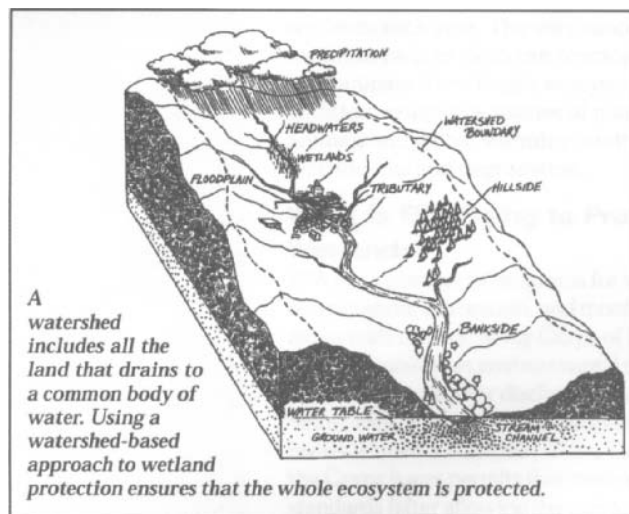 PRECIPITATION
HEADWATERS
WATERSHED
BOUNDARY
WETLANDS
FLOODPLAIN
TRIBUTARY
HILLSIDE
BANKSIDE
WATER TABLE
GROUND WATER
STREAM
CHANNEL
A
watershed
includes all the
land that drains to
a common body of
water. Using a
watershed-based
approach to wetland
protection ensures that the whole ecosystem is protected.